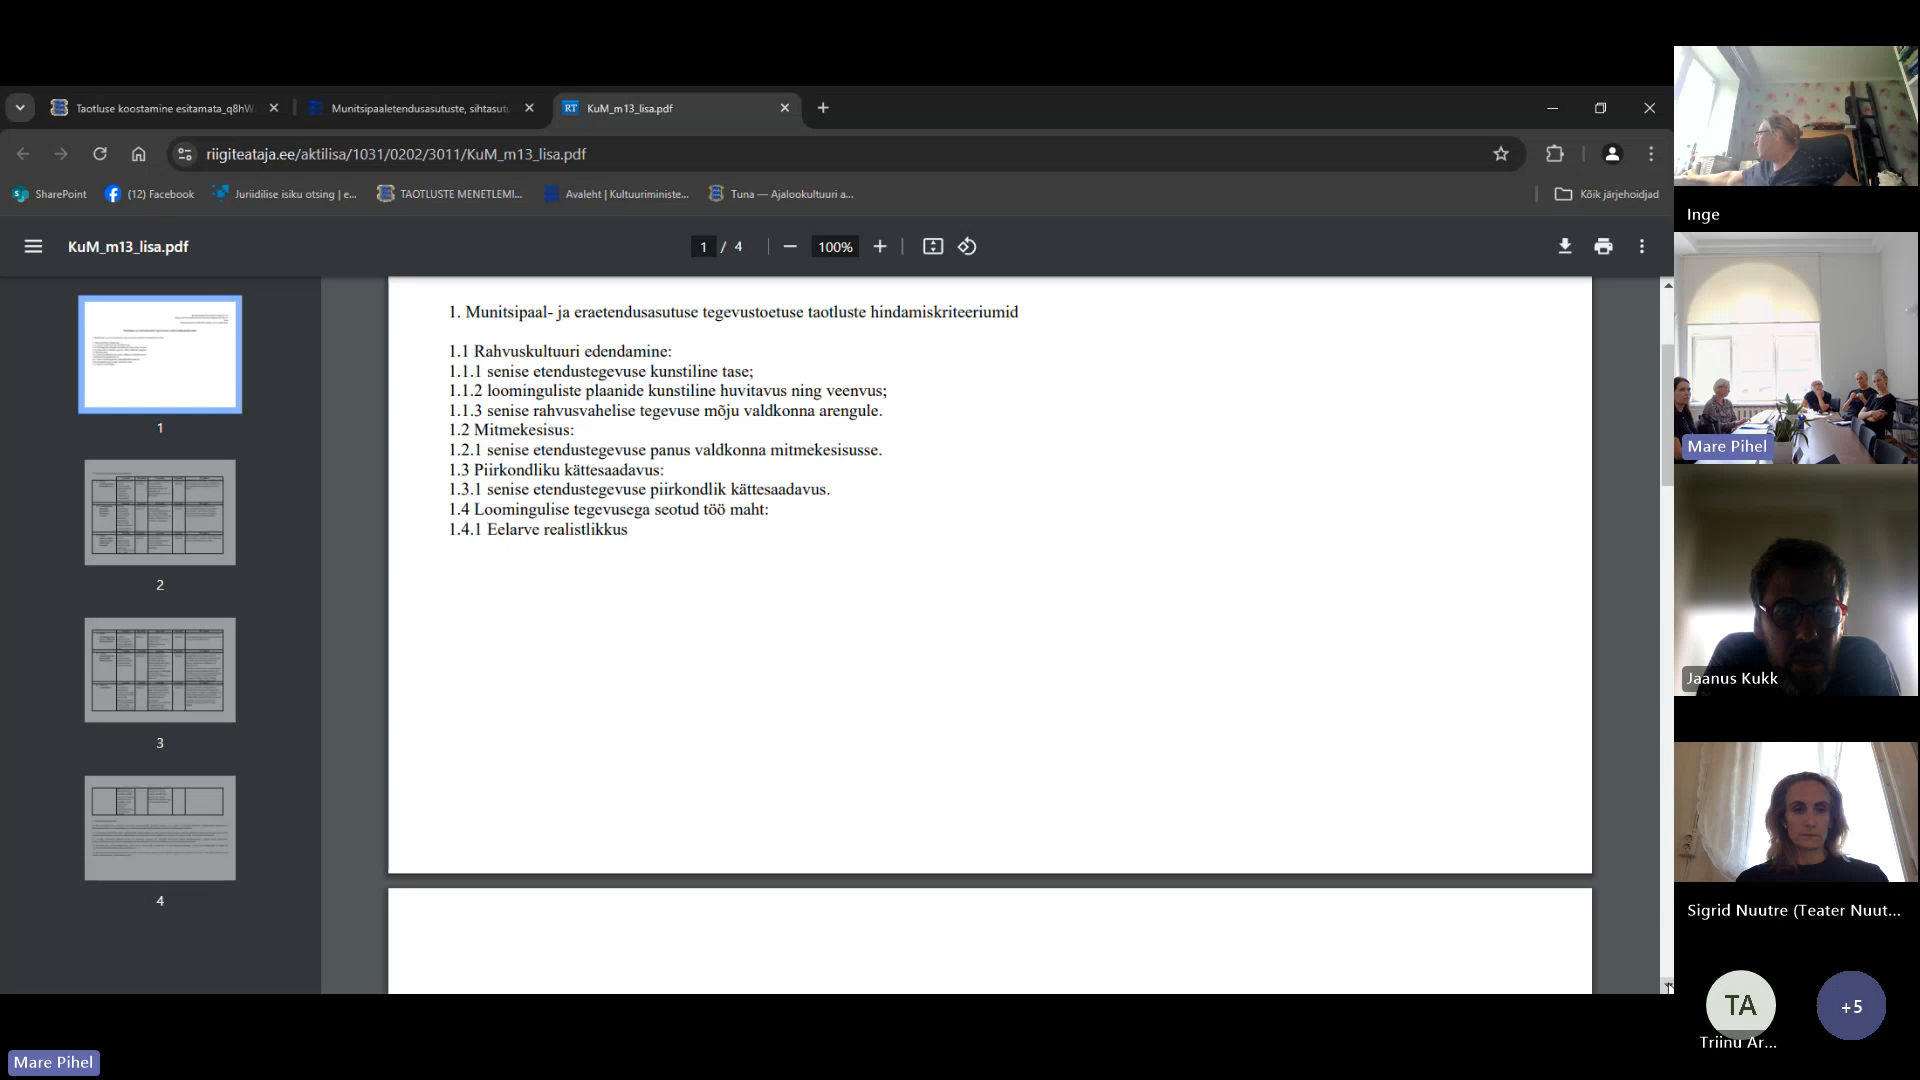 Taotluse koostamine esitamata_q8hW
Munitsipaaletendusasutuste, sihtasut
RT KuM_m13_lisa.pdf
riigiteataja.ee/aktilisa/1031/0202/3011/KuM_m13_lisa.pdf
SharePoint
(12) Facebook
Juriidilise isiku otsing | e...
TAOTLUSTE MENETLEMI...
Avaleht | Kultuuriministe...
Tuna — Ajalookultuuri a...
Kõik järjehoidjad
KuM_m13_lisa.pdf
1 / 4
100%
1
2
3
4
1. Munitsipaal- ja eraetendusasutuse tegevustoetuse taotluste hindamiskriteeriumid
1.1 Rahvuskultuuri edendamine:
1.1.1 senise etendustegevuse kunstiline tase;
1.1.2 loominguliste plaanide kunstiline huvitavus ning veenvus;
1.1.3 senise rahvusvahelise tegevuse mõju valdkonna arengule.
1.2 Mitmekesisus:
1.2.1 senise etendustegevuse panus valdkonna mitmekesisusse.
1.3 Piirkondliku kättesaadavus:
1.3.1 senise etendustegevuse piirkondlik kättesaadavus.
1.4 Loomingulise tegevusega seotud töö maht:
1.4.1 Eelarve realistlikkus
Inge
Mare Pihel
Jaanus Kukk
Sigrid Nuutre (Teater Nuut...
TA
+5
Triinu Ar...
Mare Pihel